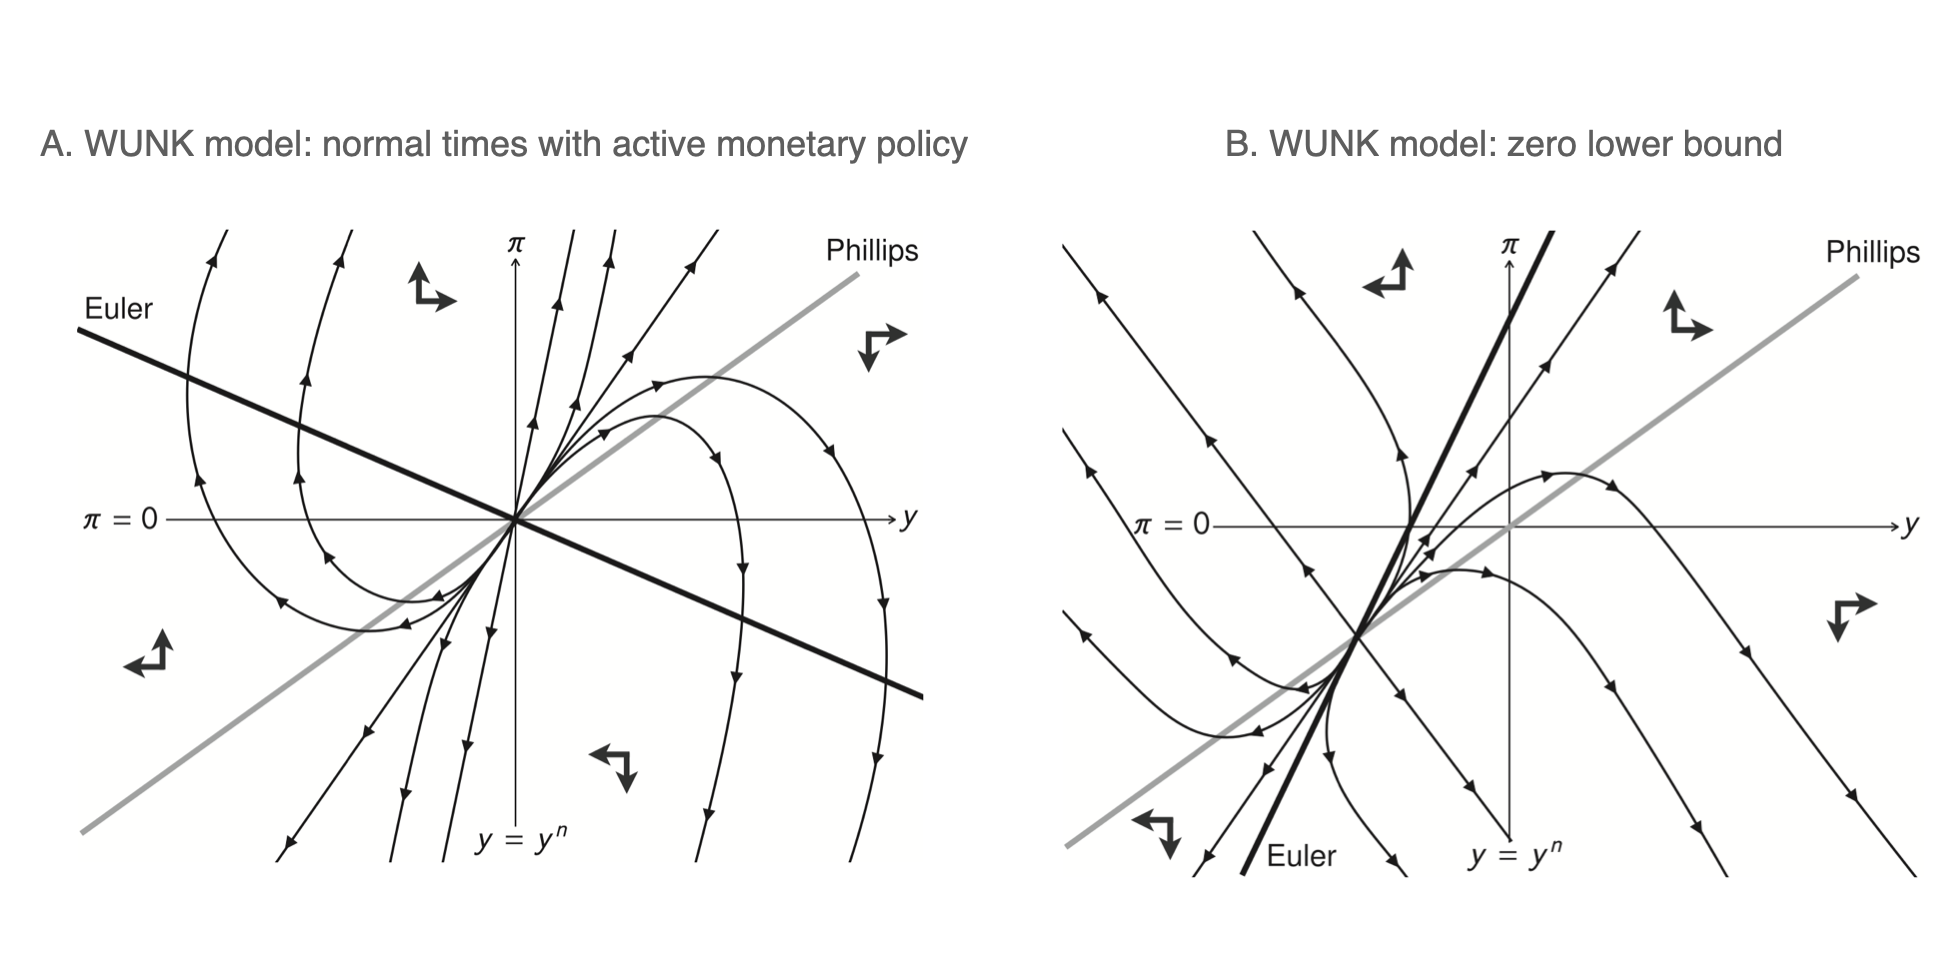 A. WUNK model: normal times with active monetary policy
π
Phillips
Euler
π = 0
y
y = yⁿ
B. WUNK model: zero lower bound
π
Phillips
π = 0
y
Euler
y = yⁿ